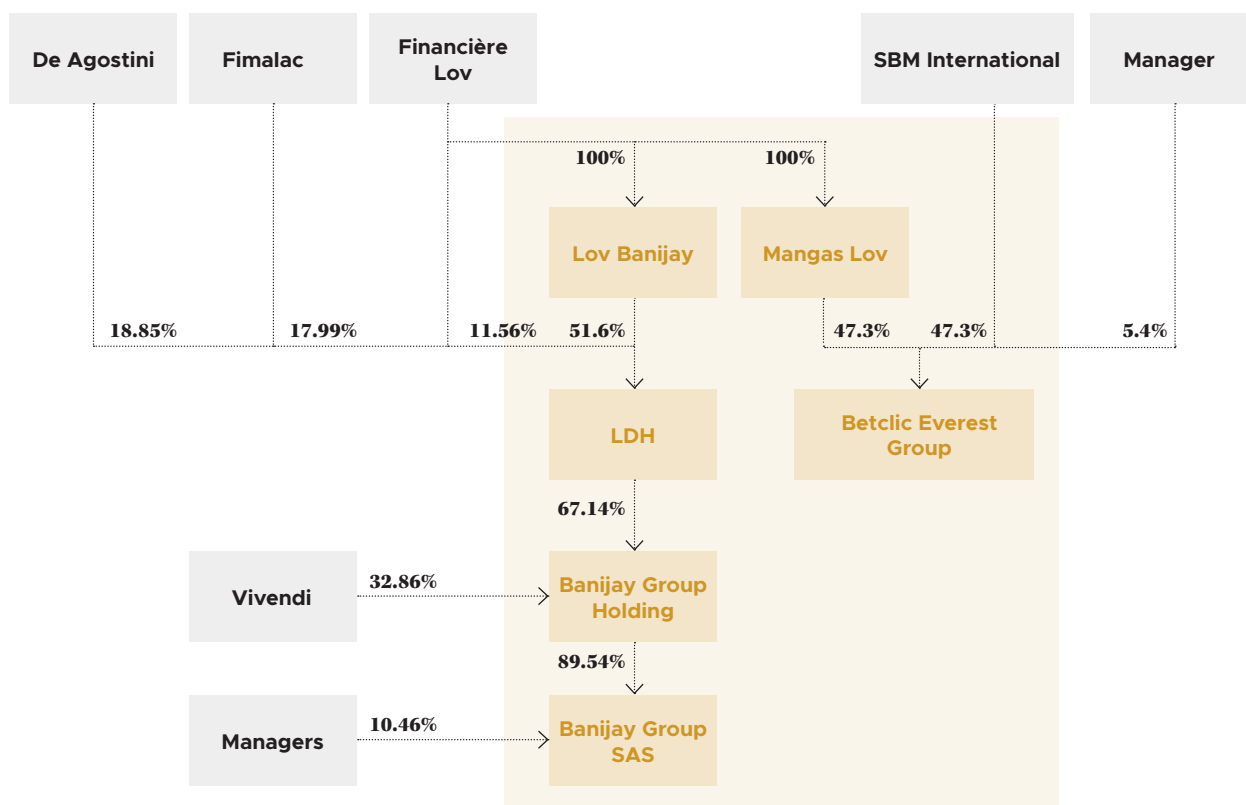 De Agostini
Fimalac
Financière
Lov
SBM International
Manager
100%
100%
Lov Banijay
Mangas Lov
18.85%
17.99%
11.56%
51.6%
47.3%
47.3%
5.4%
LDH
Betclic Everest
Group
67.14%
Vivendi
32.86%
Banijay Group
Holding
89.54%
Managers
10.46%
Banijay Group
SAS